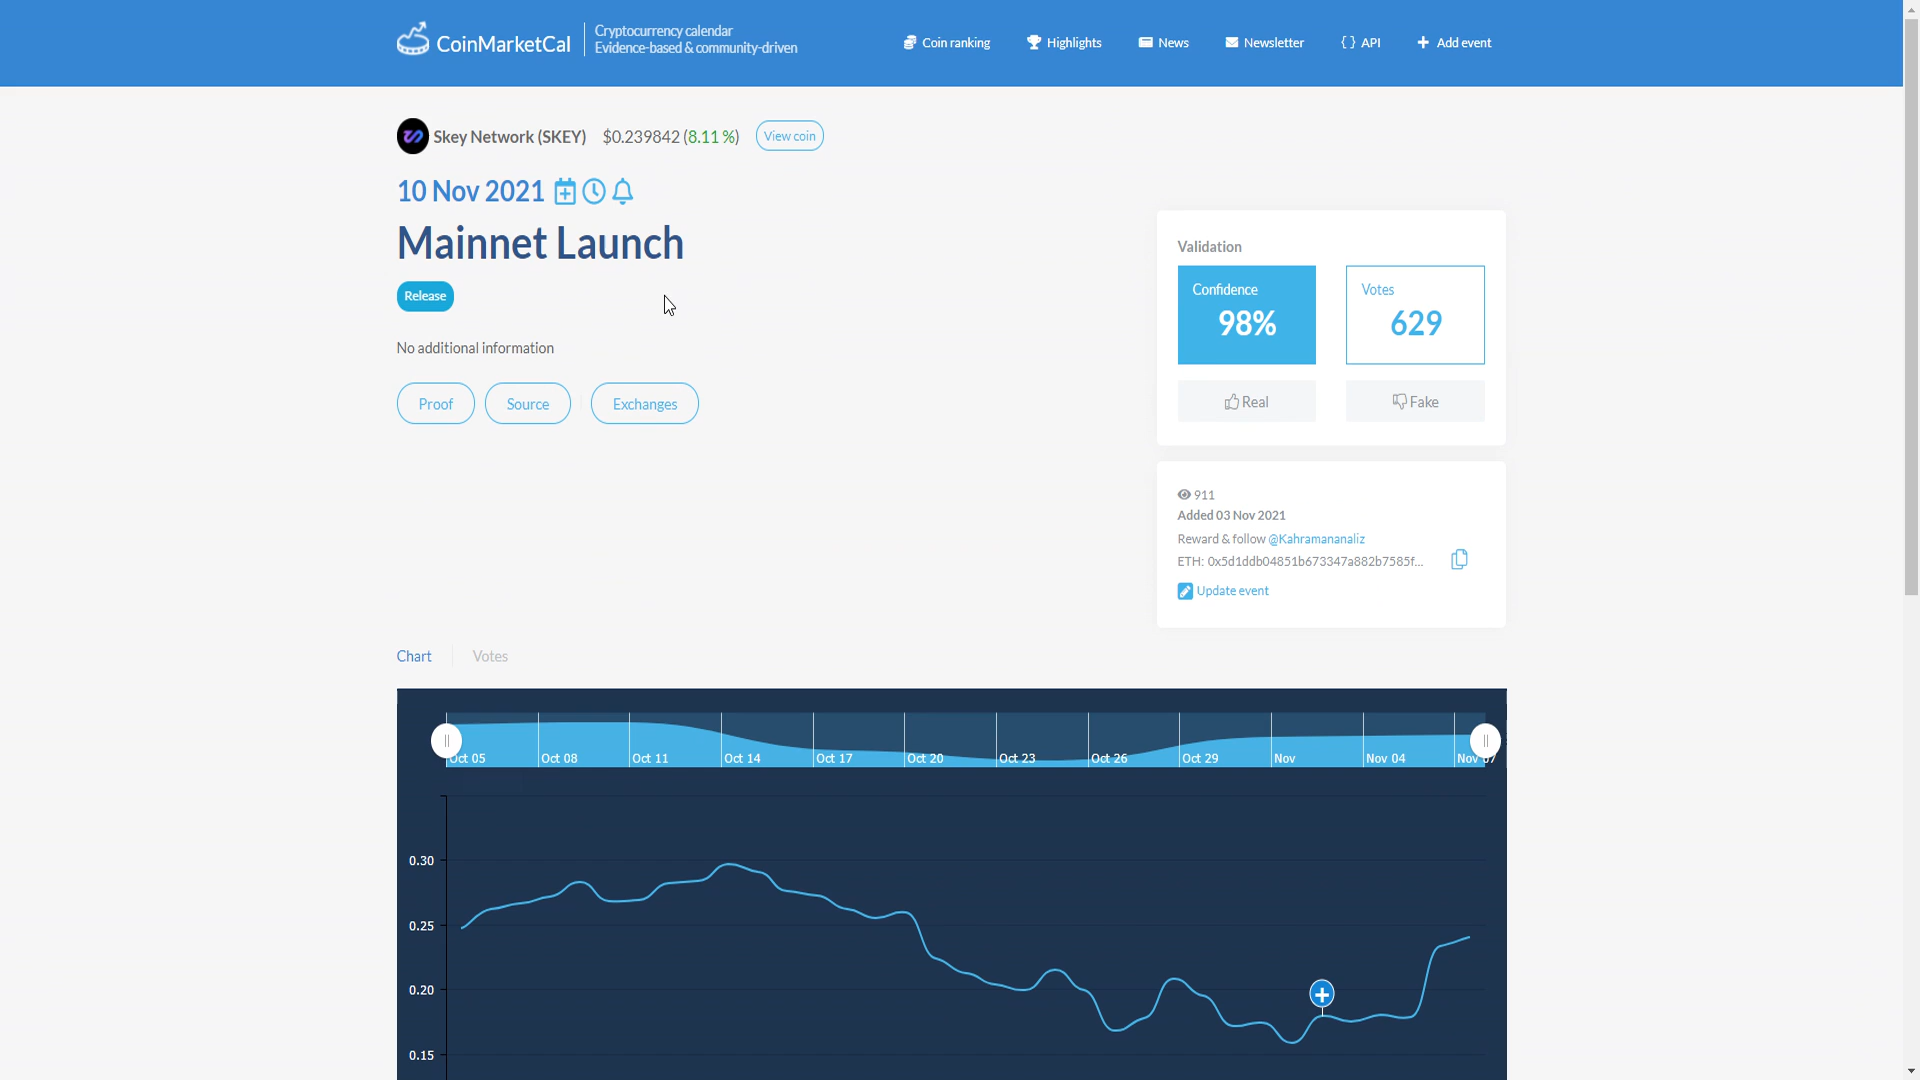 CoinMarketCal
Cryptocurrency calendar
Evidence-based & community-driven
Coin ranking
Highlights
News
Newsletter
API
Add event
Skey Network (SKEY) $0.239842 (8.11 %) View coin
10 Nov 2021
Mainnet Launch
Release
No additional information
Proof
Source
Exchanges
Validation
Confidence
98%
Votes
629
Real
Fake
911
Added 03 Nov 2021
Reward & follow @Kahramananaliz
ETH: 0x5d1ddb04851b673347a882b7585f...
Update event
Chart
Votes
Oct 05 Oct 08 Oct 11 Oct 14 Oct 17 Oct 20 Oct 23 Oct 26 Oct 29 Nov Nov 04 Nov 07
0.30
0.25
0.20
0.15